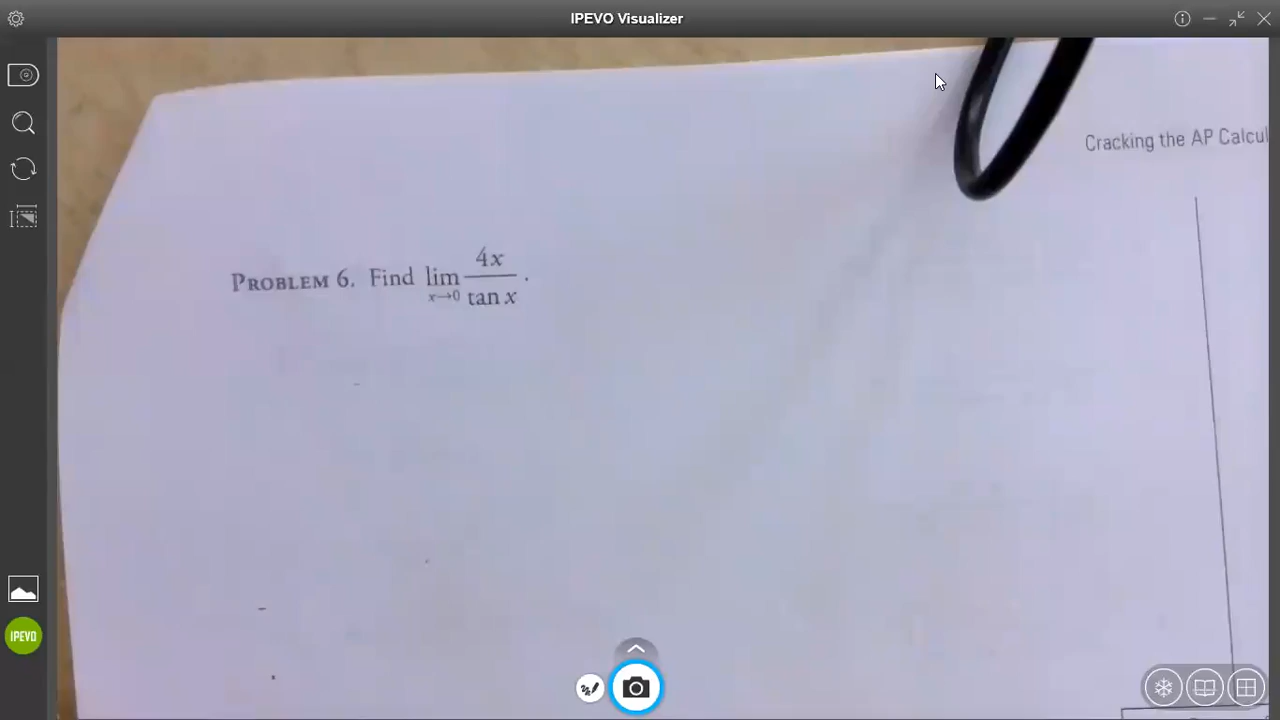 IPEVO Visualizer
Cracking the AP Calcul
PROBLEM 6. Find lim x→0 4x / tan x .
IPEVO